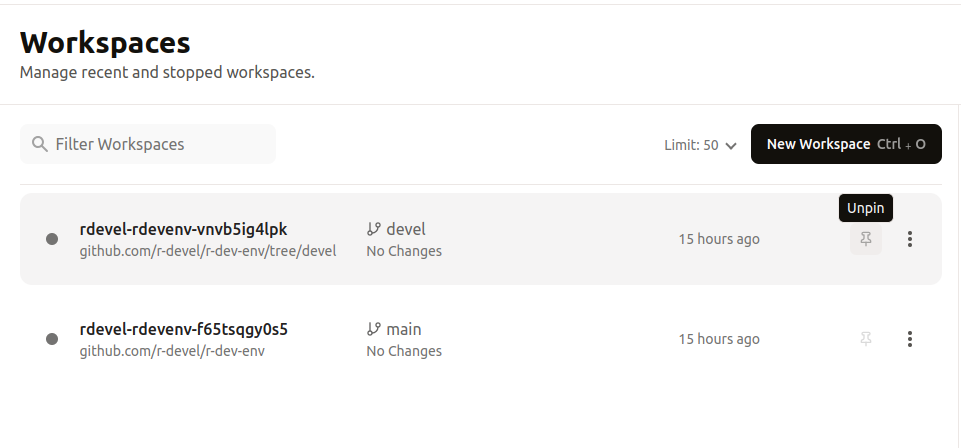 Workspaces
Manage recent and stopped workspaces.
Filter Workspaces
Limit: 50
New Workspace Ctrl + O
Unpin
rdevel-rdevenv-vnvb5ig4lpk
devel
15 hours ago
github.com/r-devel/r-dev-env/tree/devel
No Changes
rdevel-rdevenv-f65tsqgy0s5
main
15 hours ago
github.com/r-devel/r-dev-env
No Changes